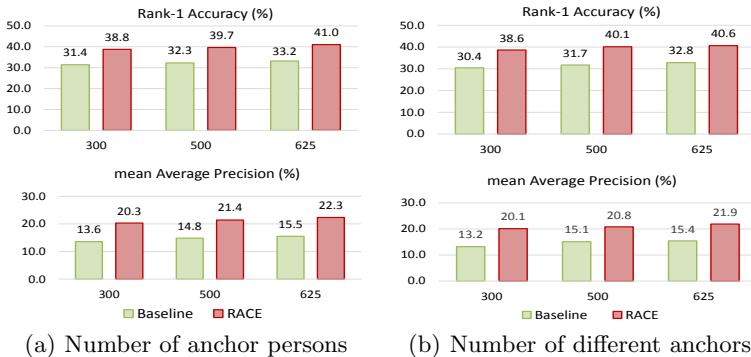 Rank-1 Accuracy (%)
50.0
40.0
30.0
20.0
10.0
0.0
31.4 38.8 32.3 39.7 33.2 41.0
300 500 625
mean Average Precision (%)
30.0
20.0
10.0
0.0
13.6 20.3 14.8 21.4 15.5 22.3
300 500 625
Baseline RACE
(a) Number of anchor persons
Rank-1 Accuracy (%)
50.0
40.0
30.0
20.0
10.0
0.0
30.4 38.6 31.7 40.1 32.8 40.6
300 500 625
mean Average Precision (%)
30.0
20.0
10.0
0.0
13.2 20.1 15.1 20.8 15.4 21.9
300 500 625
Baseline RACE
(b) Number of different anchors